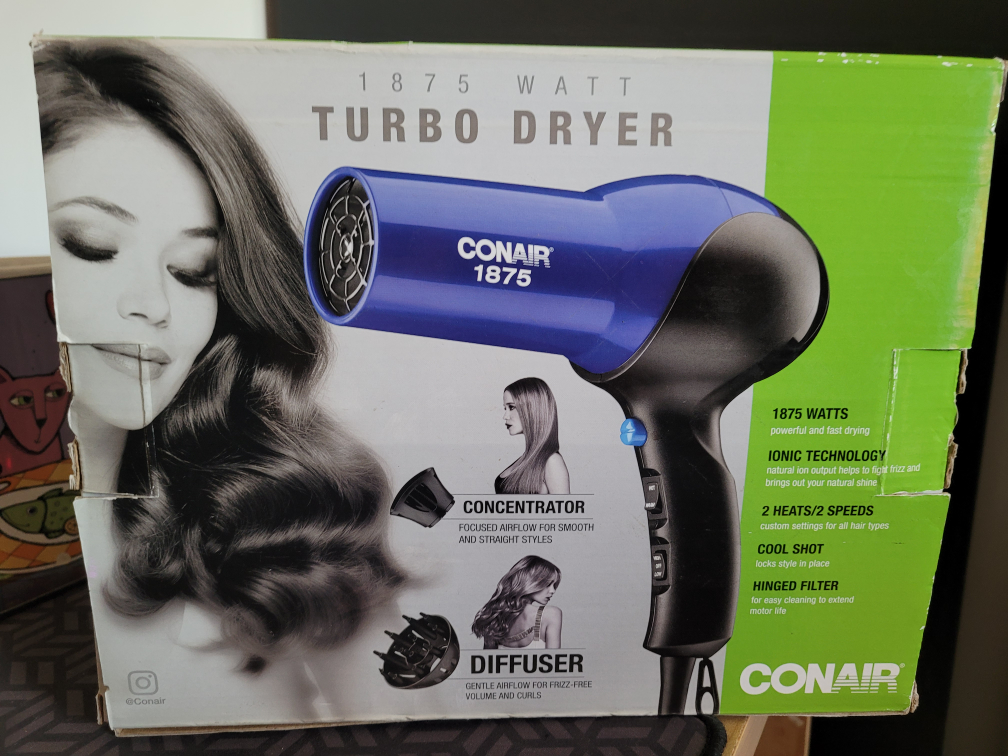 1875 WATT
TURBO DRYER
CONAIR®
1875
CONCENTRATOR
FOCUSED AIRFLOW FOR SMOOTH
AND STRAIGHT STYLES
DIFFUSER
GENTLE AIRFLOW FOR FRIZZ-FREE
VOLUME AND CURLS
@Conair
1875 WATTS
powerful and fast drying
IONIC TECHNOLOGY
natural ion output helps to fight frizz and
brings out your natural shine
2 HEATS/2 SPEEDS
custom settings for all hair types
COOL SHOT
locks style in place
HINGED FILTER
for easy cleaning to extend
motor life
CONAIR®